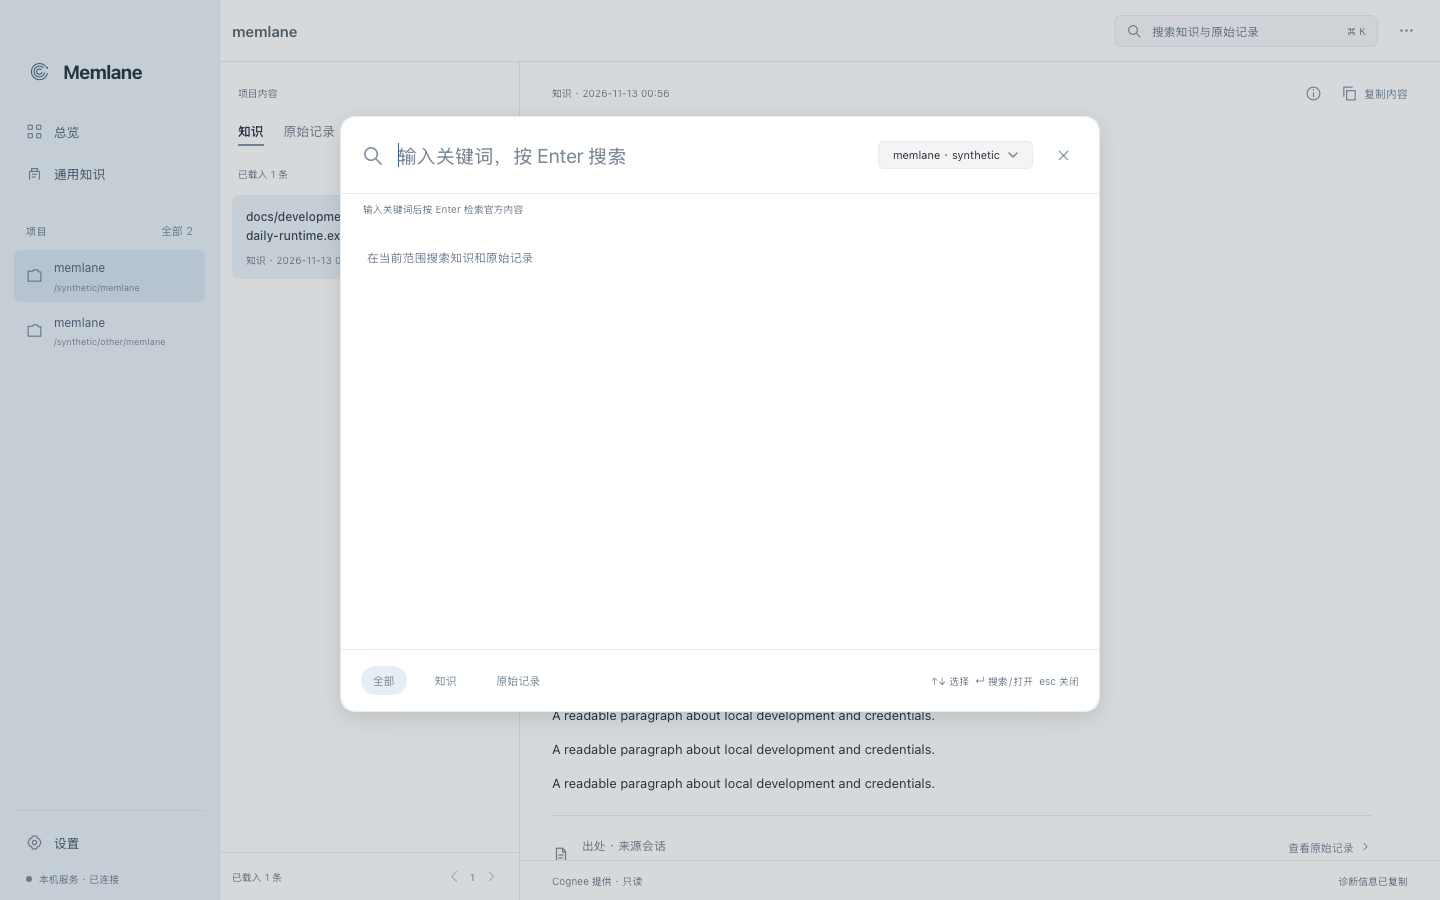 Memlane
总览
通用知识
项目
全部 2
memlane
/synthetic/memlane
memlane
/synthetic/other/memlane
设置
本机服务 · 已连接
memlane
搜索知识与原始记录
⌘ K
项目内容
知识
原始记录
已载入 1 条
docs/developme
daily-runtime.ex
知识 · 2026-11-13 0
已载入 1 条
1
知识 · 2026-11-13 00:56
复制内容
输入关键词，按 Enter 搜索
memlane · synthetic
输入关键词后按 Enter 检索官方内容
在当前范围搜索知识和原始记录
全部
知识
原始记录
↑↓ 选择 ↵ 搜索/打开 esc 关闭
A readable paragraph about local development and credentials.
A readable paragraph about local development and credentials.
A readable paragraph about local development and credentials.
出处 · 来源会话
查看原始记录
Cognee 提供 · 只读
诊断信息已复制